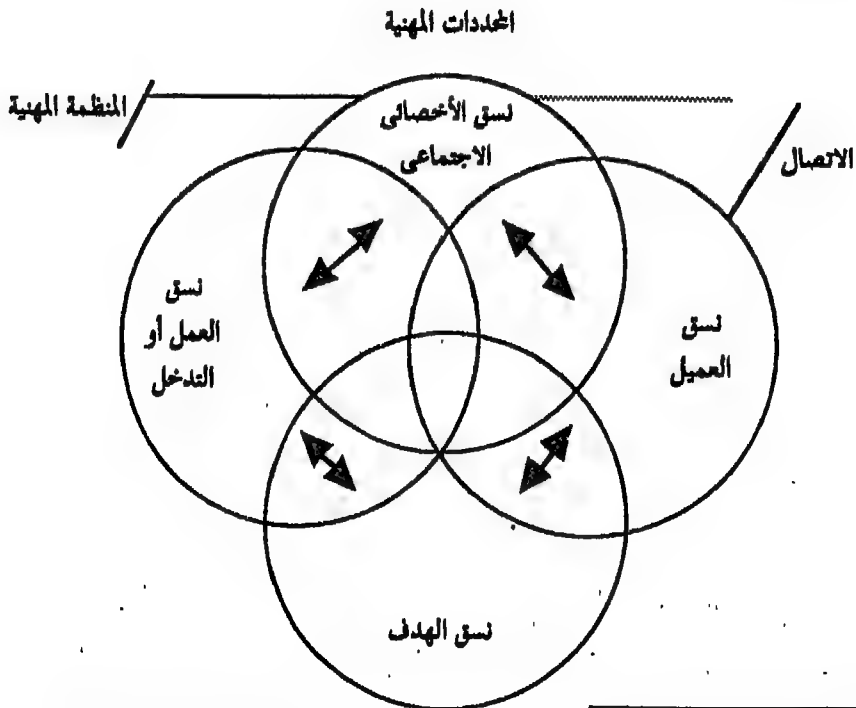 المحددات المهنية
المنظمة المهنية
نسق الأخصائى
الاجتماعى
الاتصال
نسق
العمل أو
التدخل
نسق
العميل
نسق الهدف